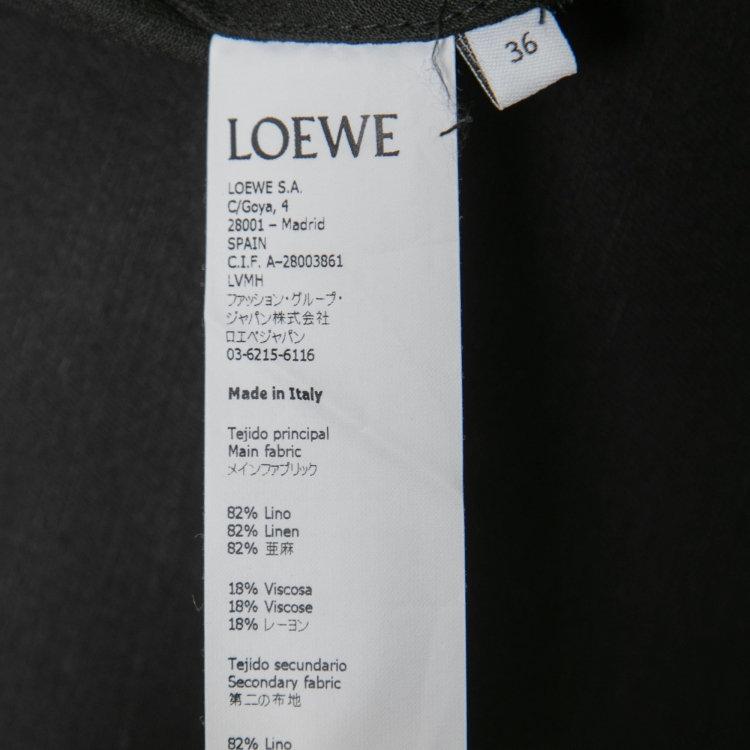 36
LOEWE
LOEWE S.A.
C/Goya, 4
28001 – Madrid
SPAIN
C.I.F. A–28003861
LVMH
ファッション・グループ・
ジャパン株式会社
ロエベジャパン
03-6215-6116
Made in Italy
Tejido principal
Main fabric
メインファブリック
82% Lino
82% Linen
82% 亜麻
18% Viscosa
18% Viscose
18% レーヨン
Tejido secundario
Secondary fabric
第二の布地
82% Lino